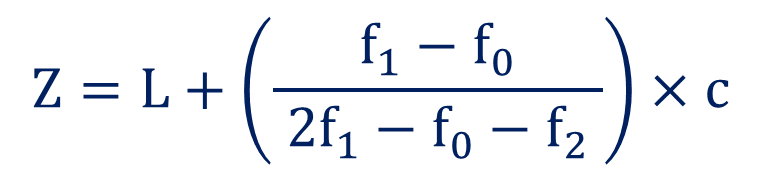 Z = L + ( (f₁ − f₀) / (2f₁ − f₀ − f₂) ) × c